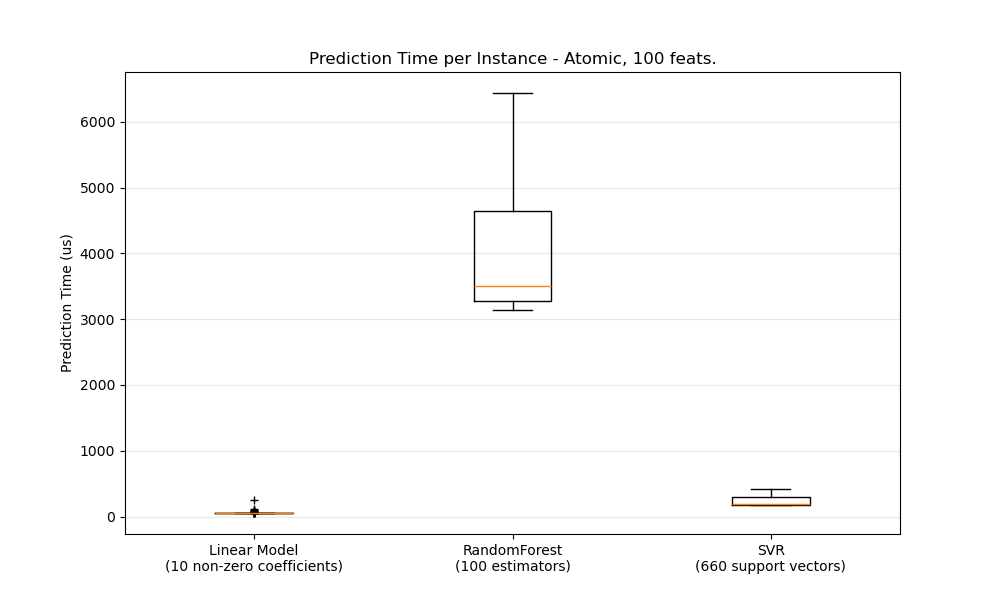 Prediction Time per Instance - Atomic, 100 feats.
Prediction Time (us)
6000
5000
4000
3000
2000
1000
0
Linear Model
(10 non-zero coefficients)
RandomForest
(100 estimators)
SVR
(660 support vectors)